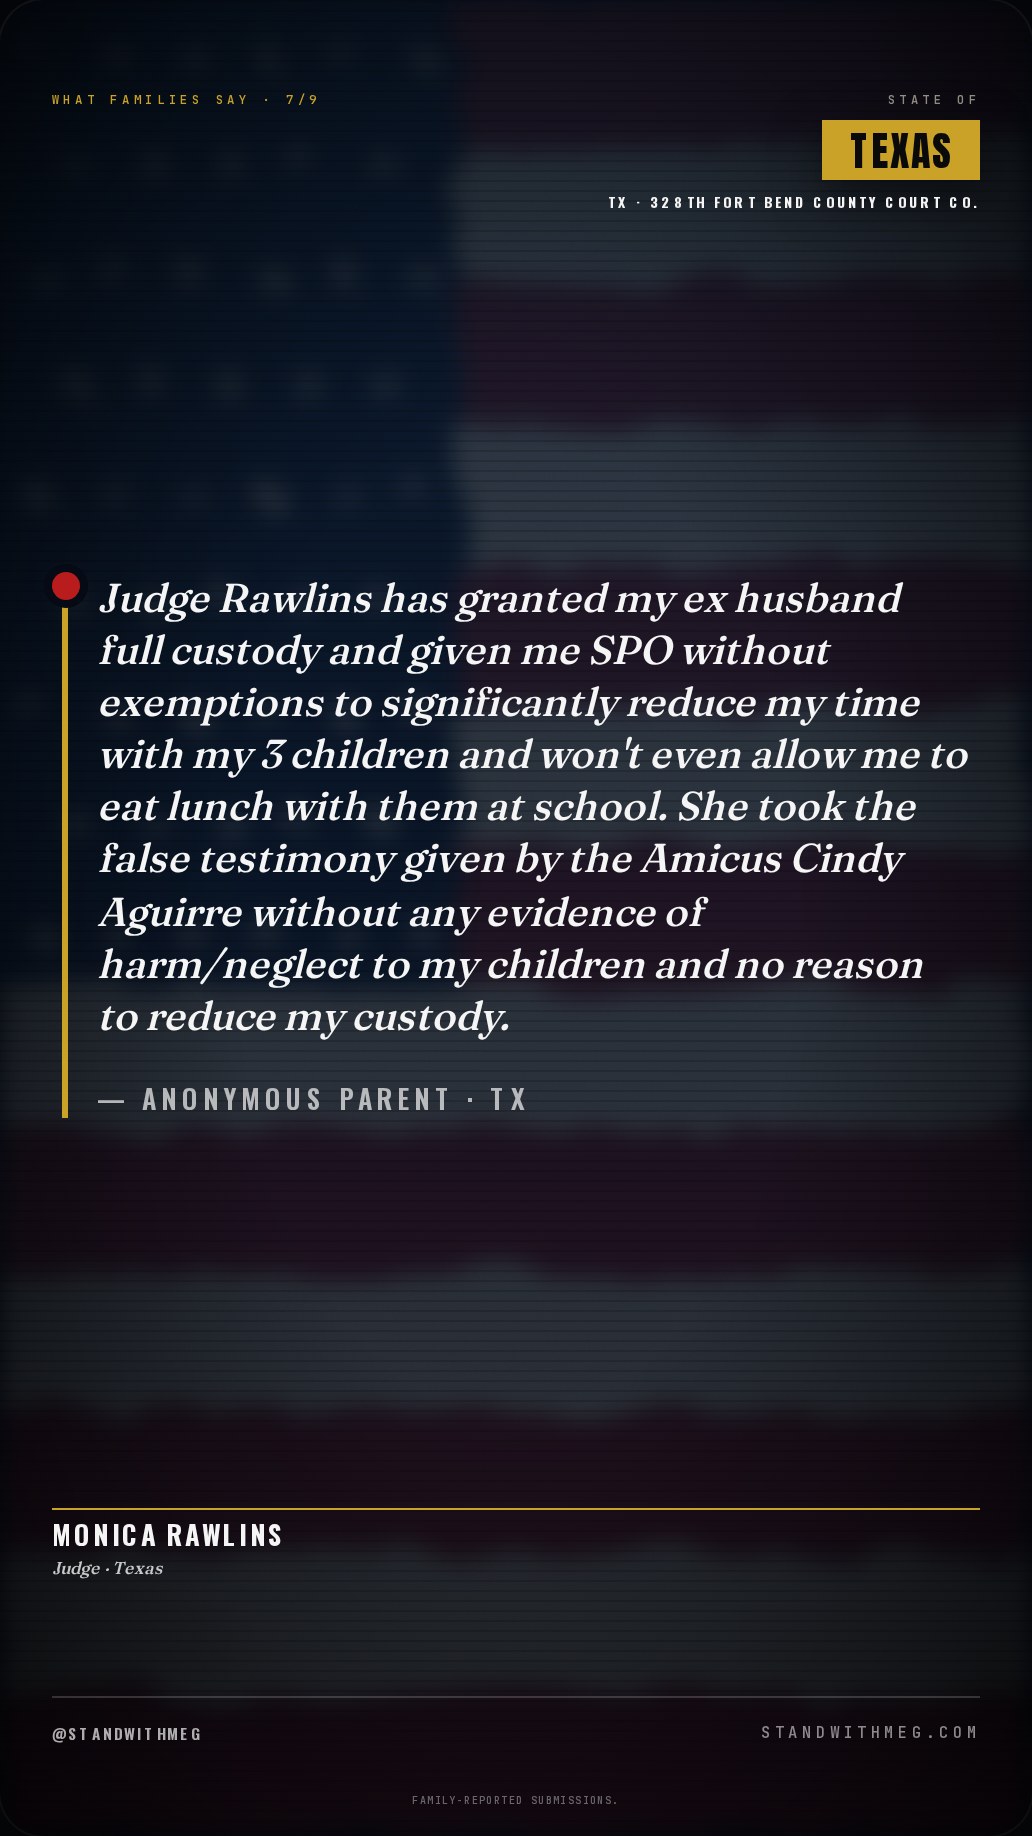 WHAT FAMILIES SAY · 7/9
STATE OF
TEXAS
TX · 328TH FORT BEND COUNTY COURT CO.
Judge Rawlins has granted my ex husband
full custody and given me SPO without
exemptions to significantly reduce my time
with my 3 children and won't even allow me to
eat lunch with them at school. She took the
false testimony given by the Amicus Cindy
Aguirre without any evidence of
harm/neglect to my children and no reason
to reduce my custody.
— ANONYMOUS PARENT · TX
MONICA RAWLINS
Judge · Texas
@STANDWITHMEG
STANDWITHMEG.COM
FAMILY-REPORTED SUBMISSIONS.